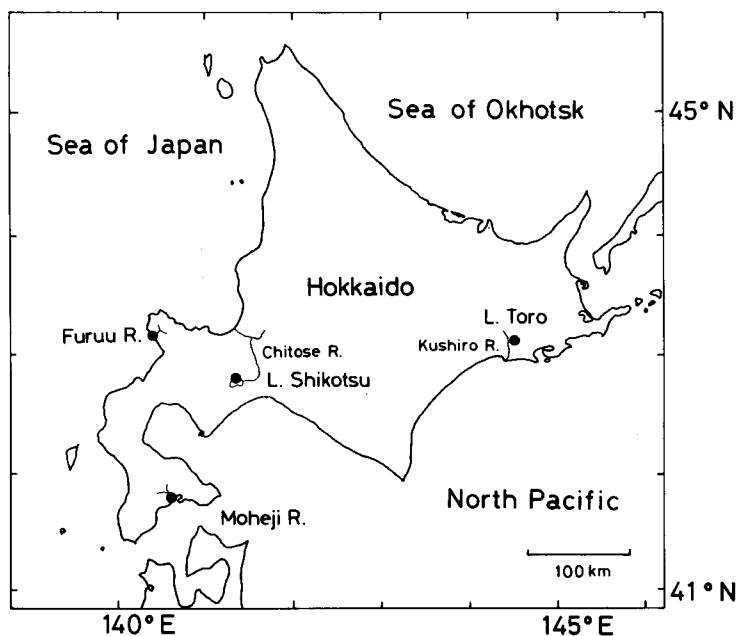 Sea of Okhotsk
45° N
Sea of Japan
Hokkaido
L. Toro
Furuu R.
Kushiro R.
Chitose R.
L. Shikotsu
North Pacific
Moheji R.
100 km
41° N
140°E
145°E